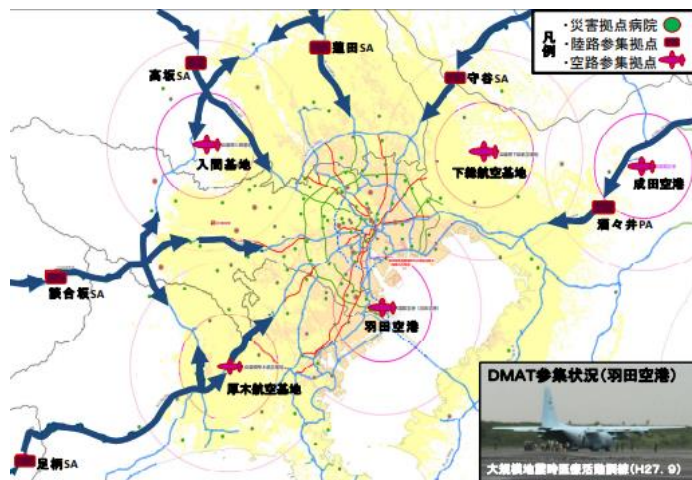 凡例
・災害拠点病院
・陸路参集拠点
・空路参集拠点
高坂SA
蓮田SA
守谷SA
入間基地
下総航空基地
成田空港
酒々井PA
談合坂SA
羽田空港
厚木航空基地
足柄SA
DMAT参集状況(羽田空港)
大規模地震時医療活動訓練(H27.9)